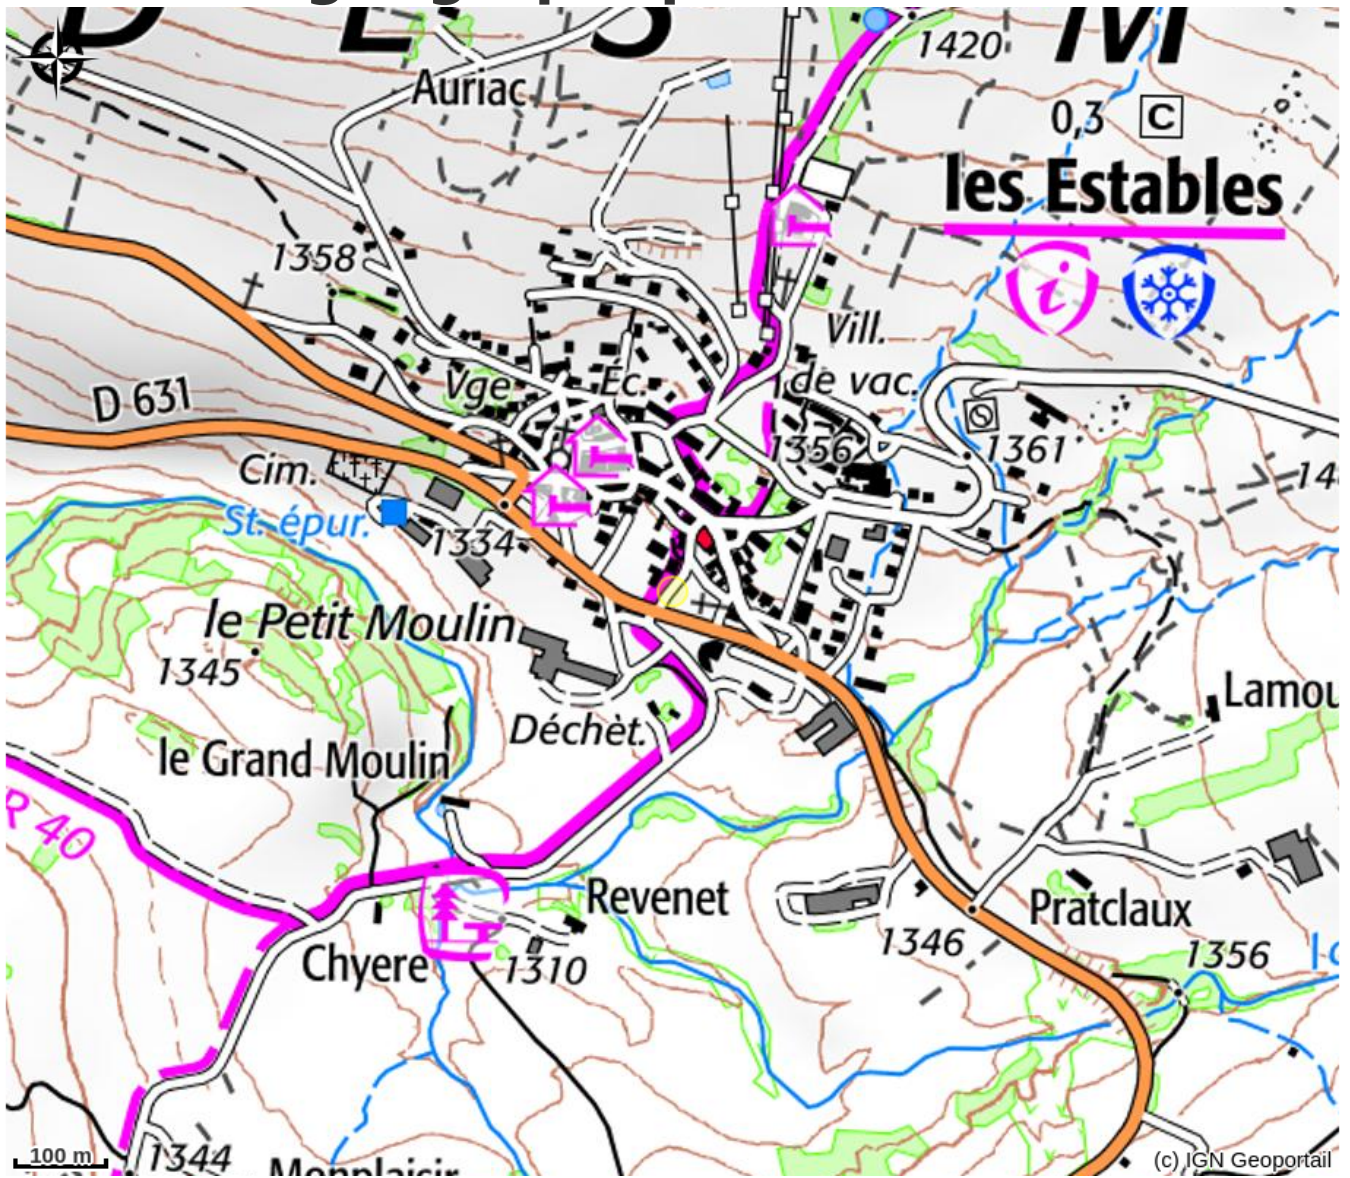 D E S M
1420
Auriac
0,3 C
les Estables
i
1358
Vill.
Vge
Éc.
de vac.
D 631
1356
1361
Cim.
14
St. épur.
1334
le Petit Moulin
1345
Lamou
Déchèt.
le Grand Moulin
R 40
Revenet
Pratclaux
1346
1356
Chyere
1310
1344
100 m
(c) IGN Geoportail